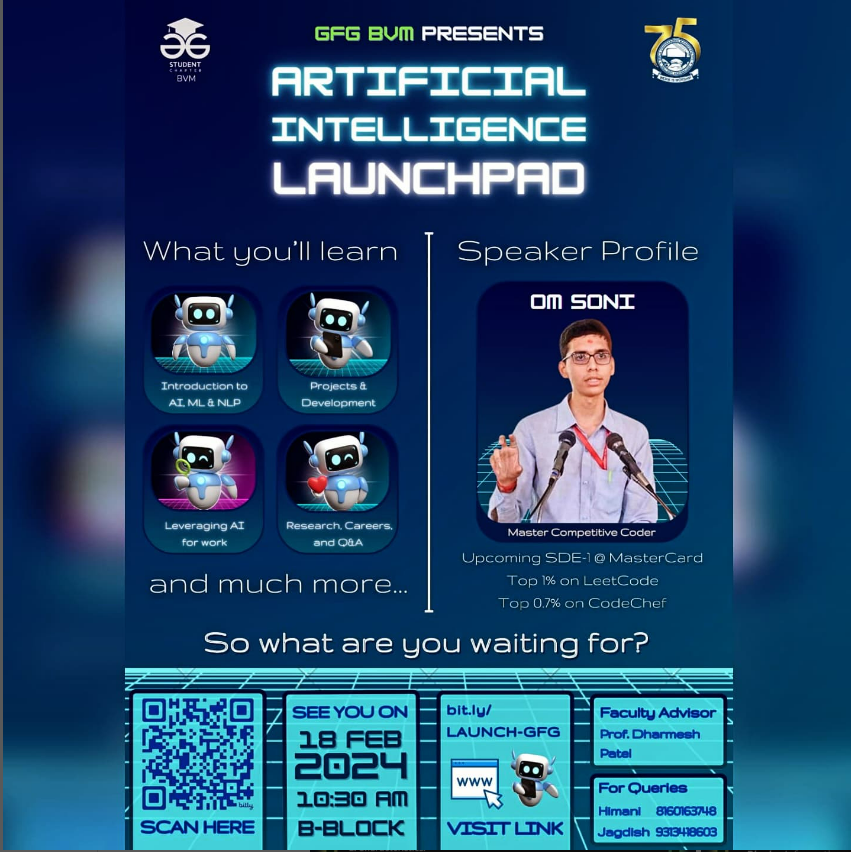 GFG BVM PRESENTS
STUDENT
CHAPTER
BVM
75
ARTIFICIAL
INTELLIGENCE
LAUNCHPAD
What you'll learn
Introduction to
AI, ML & NLP
Projects &
Development
Leveraging AI
for work
Research, Careers,
and Q&A
and much more...
Speaker Profile
OM SONI
Master Competitive Coder
Upcoming SDE-1 @ MasterCard
Top 1% on LeetCode
Top 0.7% on CodeChef
So what are you waiting for?
bitly
SCAN HERE
SEE YOU ON
18 FEB
2024
10:30 AM
B-BLOCK
bit.ly/
LAUNCH-GFG
WWW
VISIT LINK
Faculty Advisor
Prof. Dharmesh
Patel
For Queries
Himani 8160163748
Jagdish 9313418603